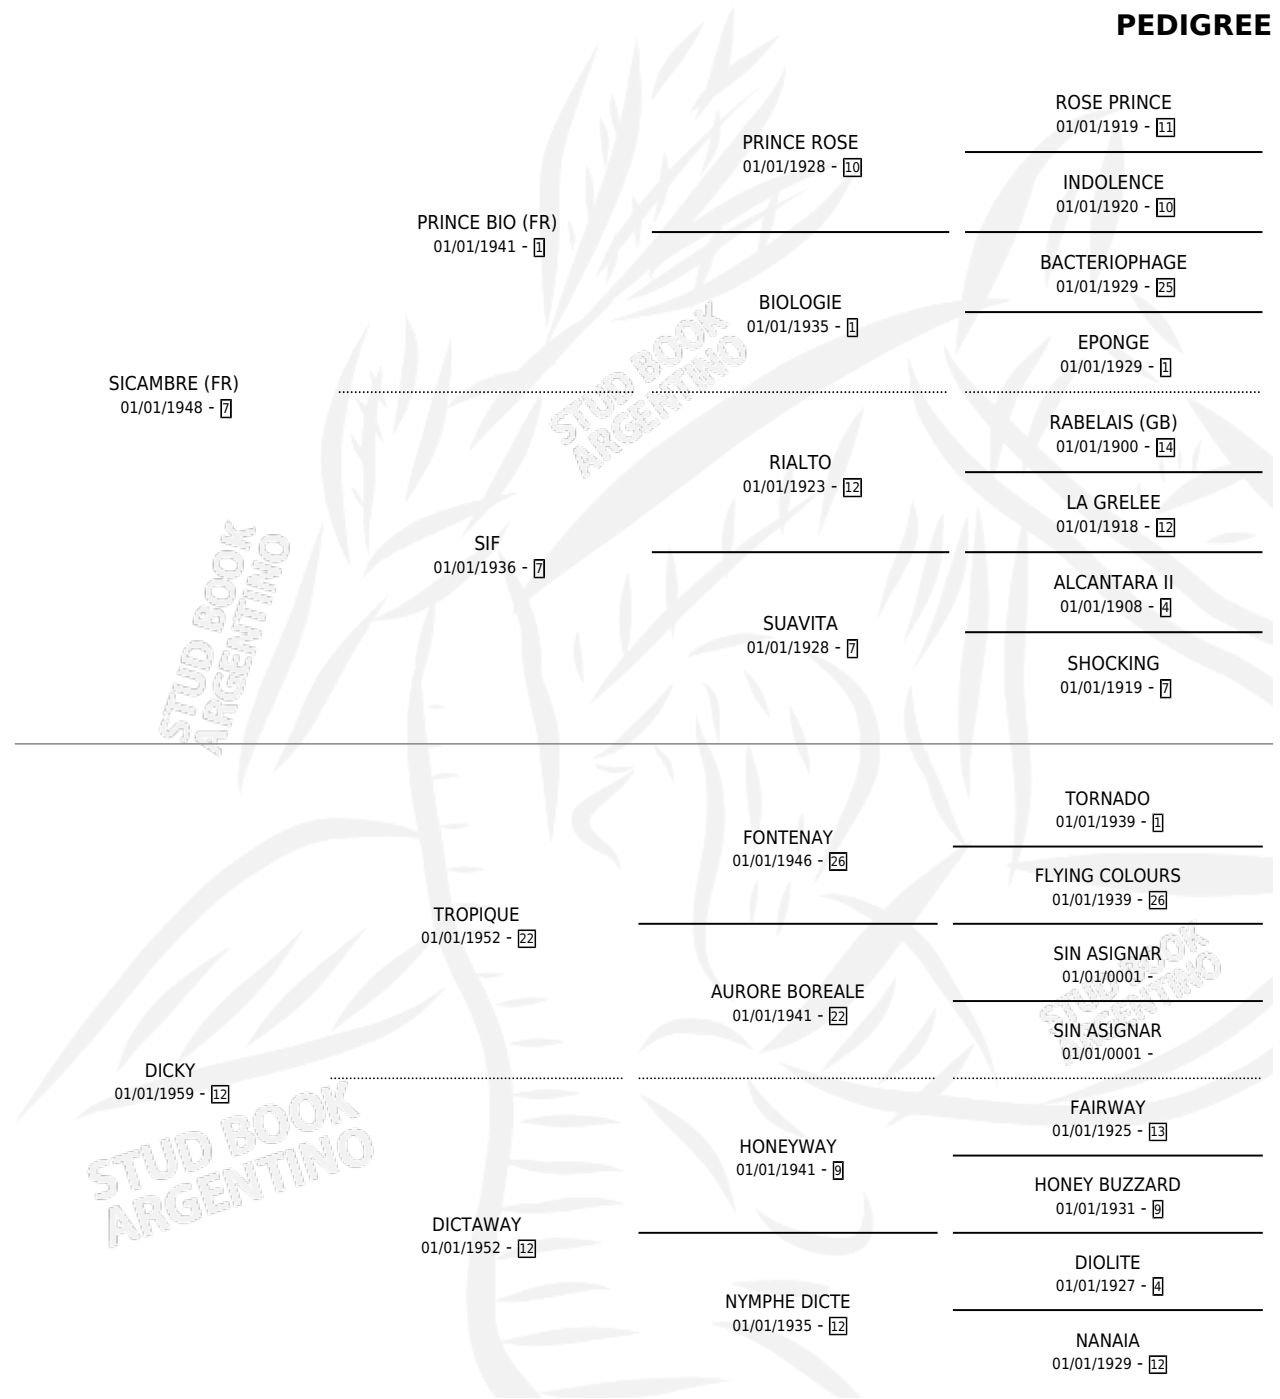 PEDIGREE
ROSE PRINCE
01/01/1919 - 11
PRINCE ROSE
01/01/1928 - 10
INDOLENCE
01/01/1920 - 10
PRINCE BIO (FR)
01/01/1941 - 1
BACTERIOPHAGE
01/01/1929 - 25
BIOLOGIE
01/01/1935 - 1
EPONGE
01/01/1929 - 1
SICAMBRE (FR)
01/01/1948 - 7
RABELAIS (GB)
01/01/1900 - 14
RIALTO
01/01/1923 - 12
LA GRELEE
01/01/1918 - 12
SIF
01/01/1936 - 7
ALCANTARA II
01/01/1908 - 4
SUAVITA
01/01/1928 - 7
SHOCKING
01/01/1919 - 7
TORNADO
01/01/1939 - 1
FONTENAY
01/01/1946 - 26
FLYING COLOURS
01/01/1939 - 26
TROPIQUE
01/01/1952 - 22
SIN ASIGNAR
01/01/0001 -
AURORE BOREALE
01/01/1941 - 22
SIN ASIGNAR
01/01/0001 -
DICKY
01/01/1959 - 12
FAIRWAY
01/01/1925 - 13
HONEYWAY
01/01/1941 - 9
HONEY BUZZARD
01/01/1931 - 9
DICTAWAY
01/01/1952 - 12
DIOLITE
01/01/1927 - 4
NYMPHE DICTE
01/01/1935 - 12
NANAIA
01/01/1929 - 12
STUD BOOK
ARGENTINO
STUD BOOK
ARGENTINO
STUD BOOK
ARGENTINO
STUD BOOK
ARGENTINO